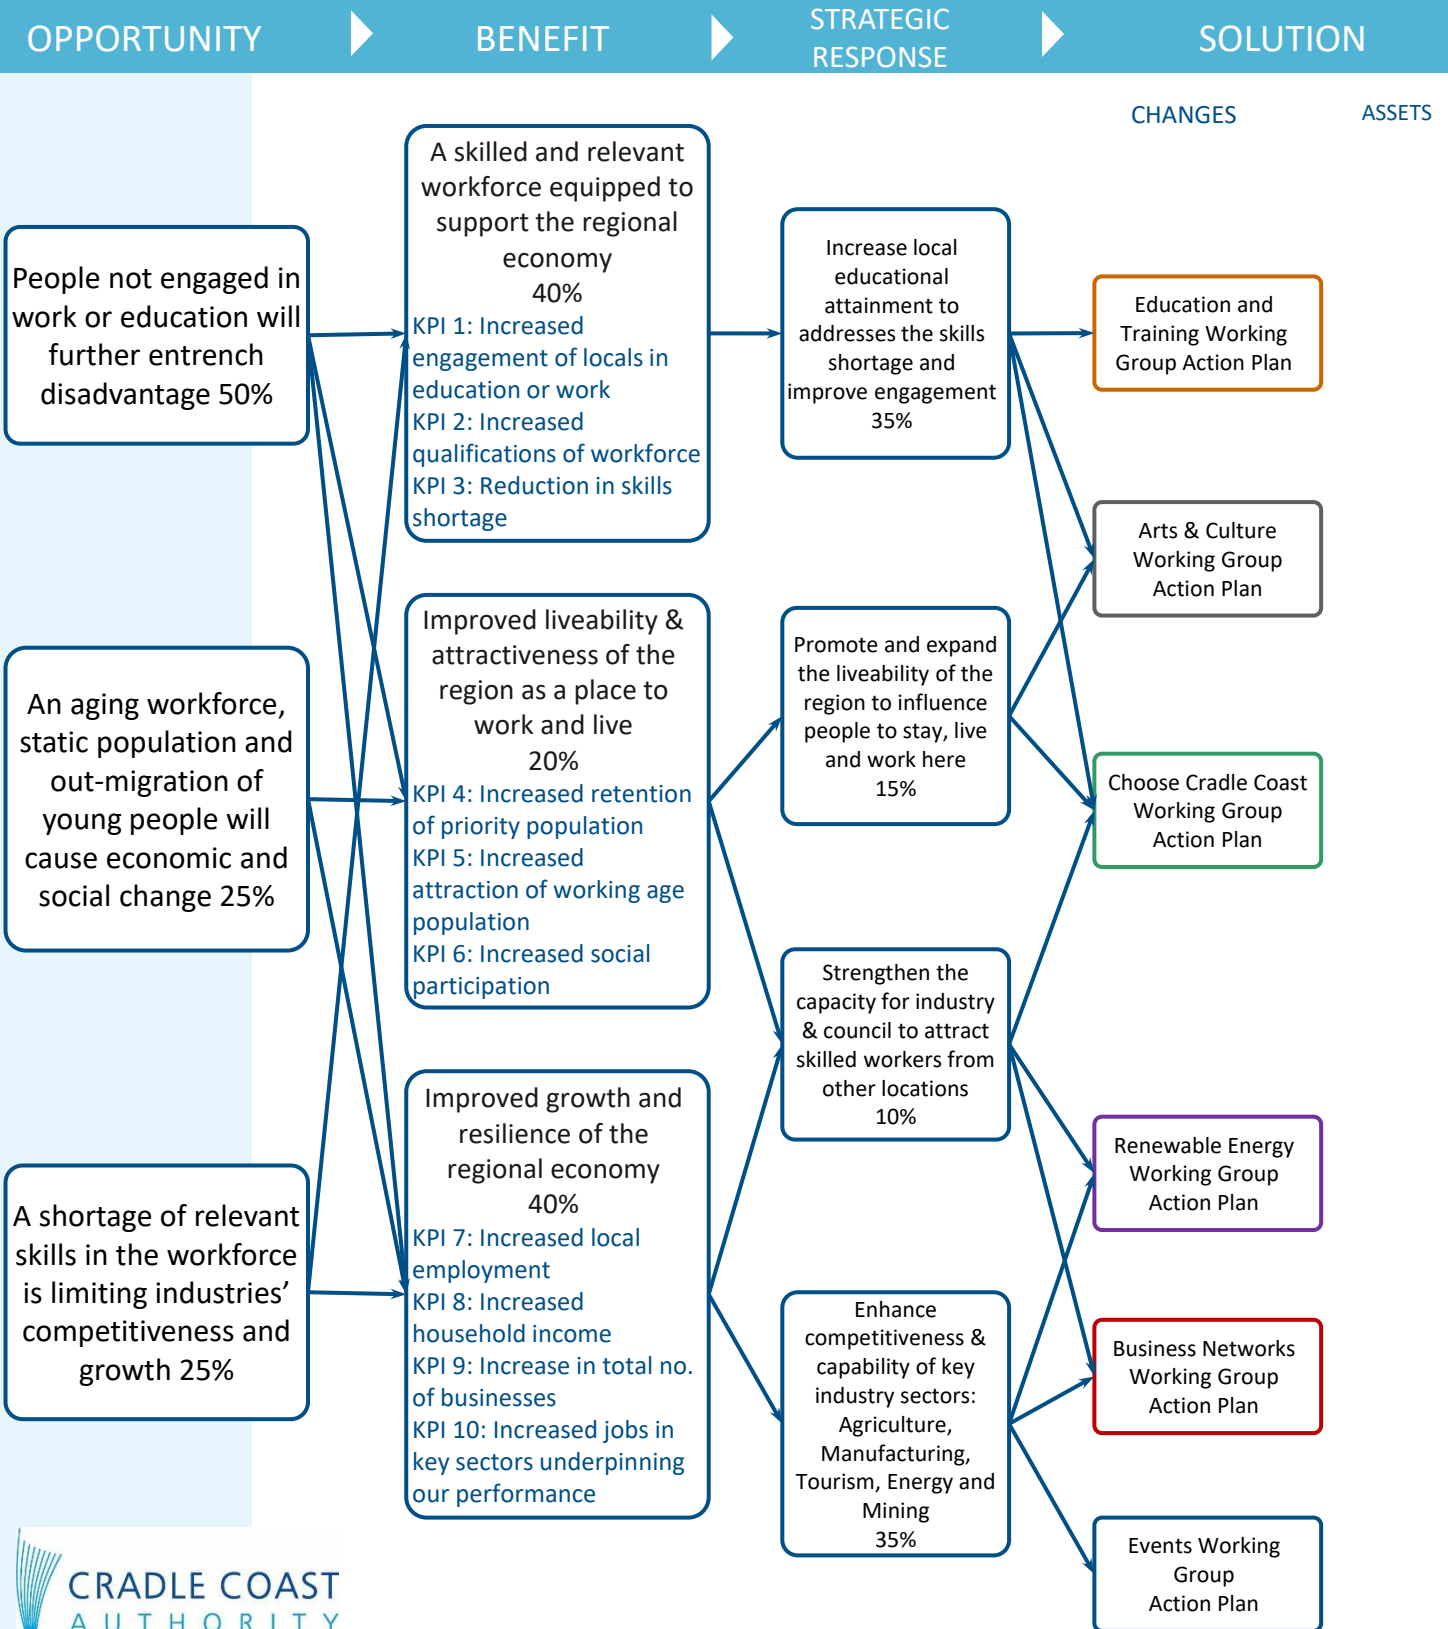 OPPORTUNITY
BENEFIT
STRATEGIC
RESPONSE
SOLUTION
CHANGES
ASSETS
People not engaged in
work or education will
further entrench
disadvantage 50%
An aging workforce,
static population and
out-migration of
young people will
cause economic and
social change 25%
A shortage of relevant
skills in the workforce
is limiting industries’
competitiveness and
growth 25%
A skilled and relevant
workforce equipped to
support the regional
economy
40%
KPI 1: Increased
engagement of locals in
education or work
KPI 2: Increased
qualifications of workforce
KPI 3: Reduction in skills
shortage
Improved liveability &
attractiveness of the
region as a place to
work and live
20%
KPI 4: Increased retention
of priority population
KPI 5: Increased
attraction of working age
population
KPI 6: Increased social
participation
Improved growth and
resilience of the
regional economy
40%
KPI 7: Increased local
employment
KPI 8: Increased
household income
KPI 9: Increase in total no.
of businesses
KPI 10: Increased jobs in
key sectors underpinning
our performance
Increase local
educational
attainment to
addresses the skills
shortage and
improve engagement
35%
Promote and expand
the liveability of the
region to influence
people to stay, live
and work here
15%
Strengthen the
capacity for industry
& council to attract
skilled workers from
other locations
10%
Enhance
competitiveness &
capability of key
industry sectors:
Agriculture,
Manufacturing,
Tourism, Energy and
Mining
35%
Education and
Training Working
Group Action Plan
Arts & Culture
Working Group
Action Plan
Choose Cradle Coast
Working Group
Action Plan
Renewable Energy
Working Group
Action Plan
Business Networks
Working Group
Action Plan
Events Working
Group
Action Plan
CRADLE COAST
AUTHORITY